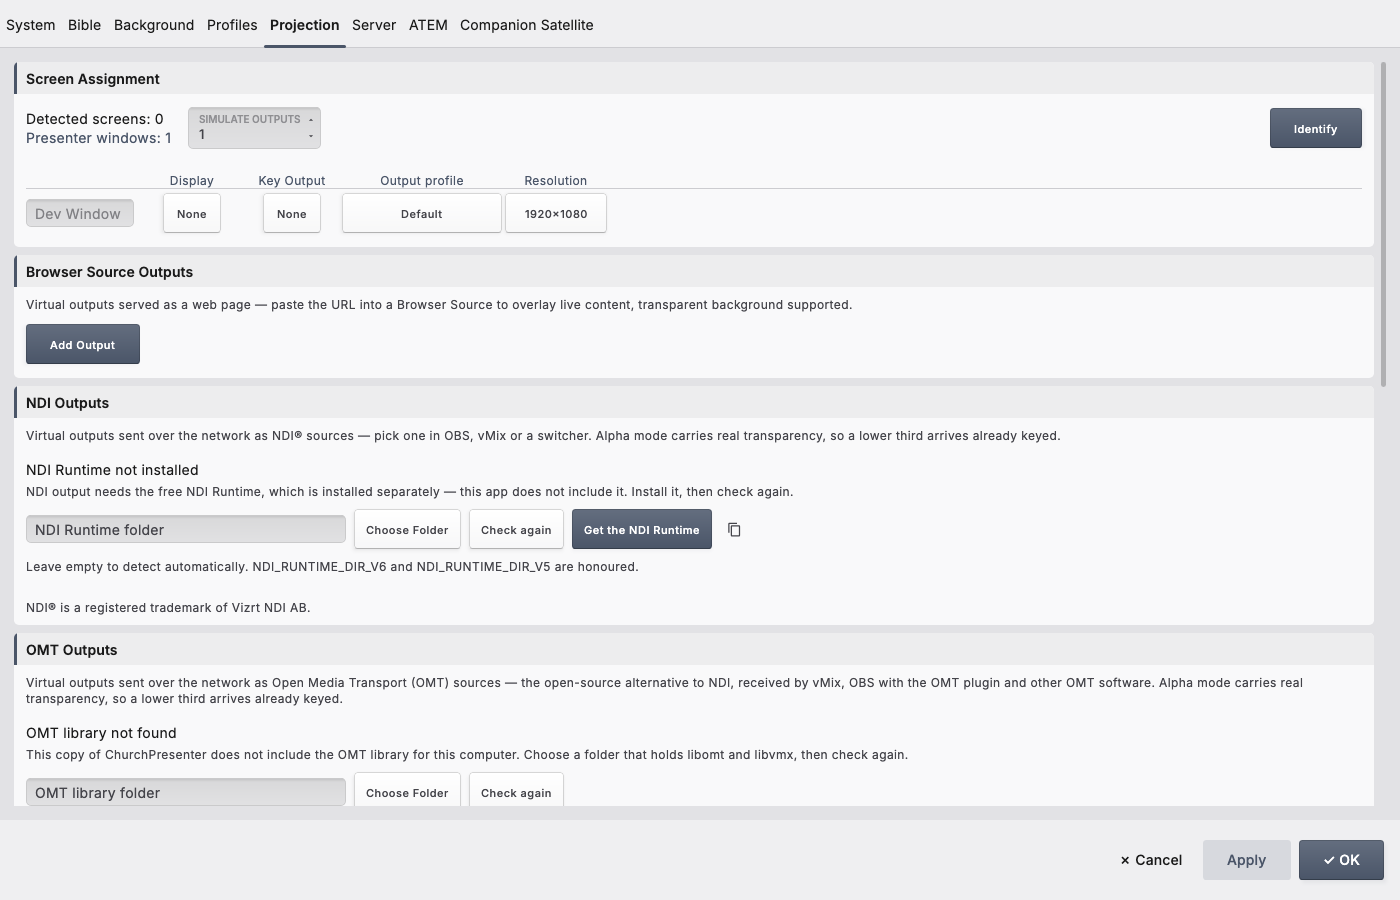 System Bible Background Profiles Projection Server ATEM Companion Satellite
Screen Assignment
Detected screens: 0
Presenter windows: 1
SIMULATE OUTPUTS
1
Identify
Display Key Output Output profile Resolution
Dev Window None None Default 1920×1080
Browser Source Outputs
Virtual outputs served as a web page — paste the URL into a Browser Source to overlay live content, transparent background supported.
Add Output
NDI Outputs
Virtual outputs sent over the network as NDI® sources — pick one in OBS, vMix or a switcher. Alpha mode carries real transparency, so a lower third arrives already keyed.
NDI Runtime not installed
NDI output needs the free NDI Runtime, which is installed separately — this app does not include it. Install it, then check again.
NDI Runtime folder Choose Folder Check again Get the NDI Runtime
Leave empty to detect automatically. NDI_RUNTIME_DIR_V6 and NDI_RUNTIME_DIR_V5 are honoured.
NDI® is a registered trademark of Vizrt NDI AB.
OMT Outputs
Virtual outputs sent over the network as Open Media Transport (OMT) sources — the open-source alternative to NDI, received by vMix, OBS with the OMT plugin and other OMT software. Alpha mode carries real
transparency, so a lower third arrives already keyed.
OMT library not found
This copy of ChurchPresenter does not include the OMT library for this computer. Choose a folder that holds libomt and libvmx, then check again.
OMT library folder Choose Folder Check again
× Cancel Apply ✓ OK